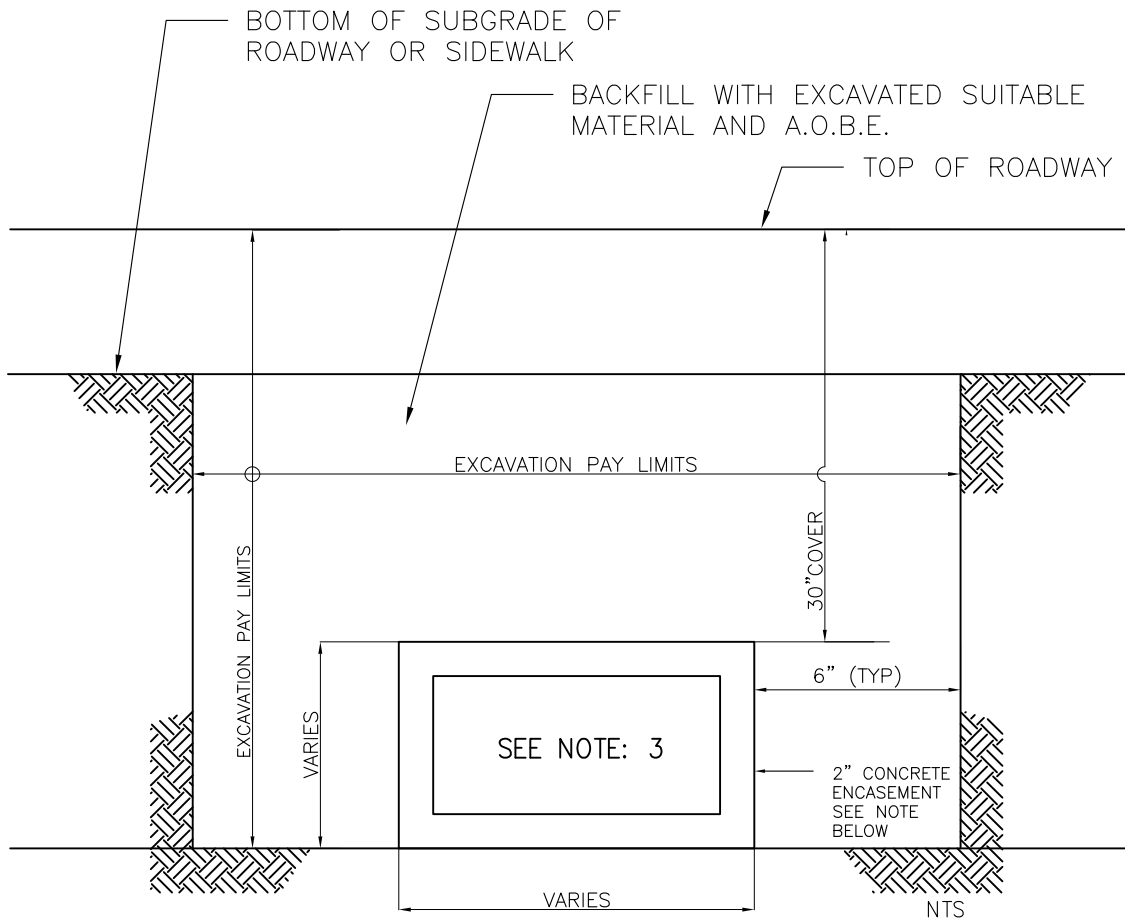 BOTTOM OF SUBGRADE OF
ROADWAY OR SIDEWALK
BACKFILL WITH EXCAVATED SUITABLE
MATERIAL AND A.O.B.E.
TOP OF ROADWAY
EXCAVATION PAY LIMITS
30"COVER
EXCAVATION PAY LIMITS
VARIES
6" (TYP)
SEE NOTE: 3
2" CONCRETE
ENCASEMENT
SEE NOTE
BELOW
VARIES
NTS